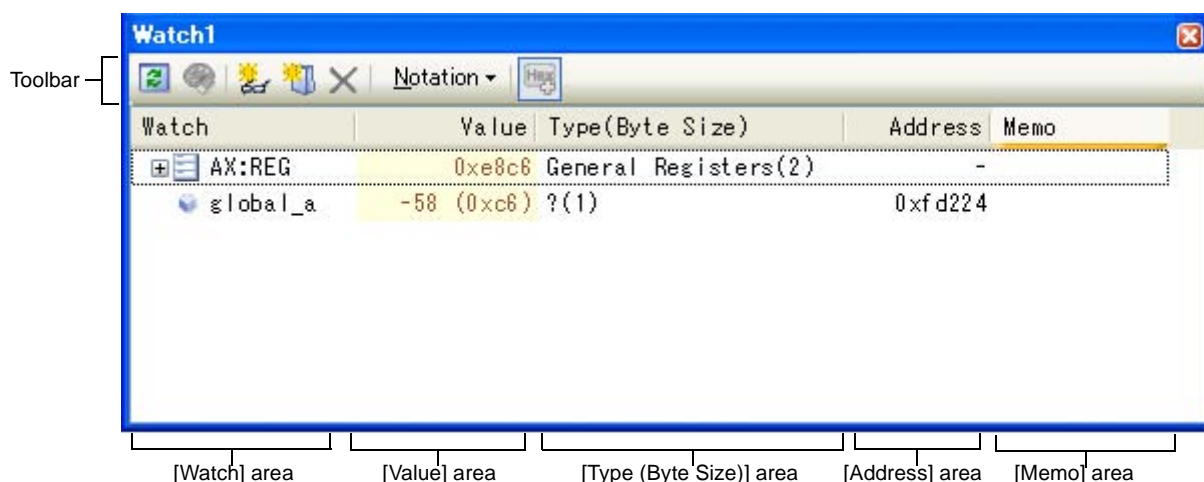 Watch1
Toolbar
Notation
Hex
Watch Value Type(Byte Size) Address Memo
AX:REG 0xe8c6 General Registers(2) -
global_a -58 (0xc6) ?(1) 0xfd224
[Watch] area [Value] area [Type (Byte Size)] area [Address] area [Memo] area